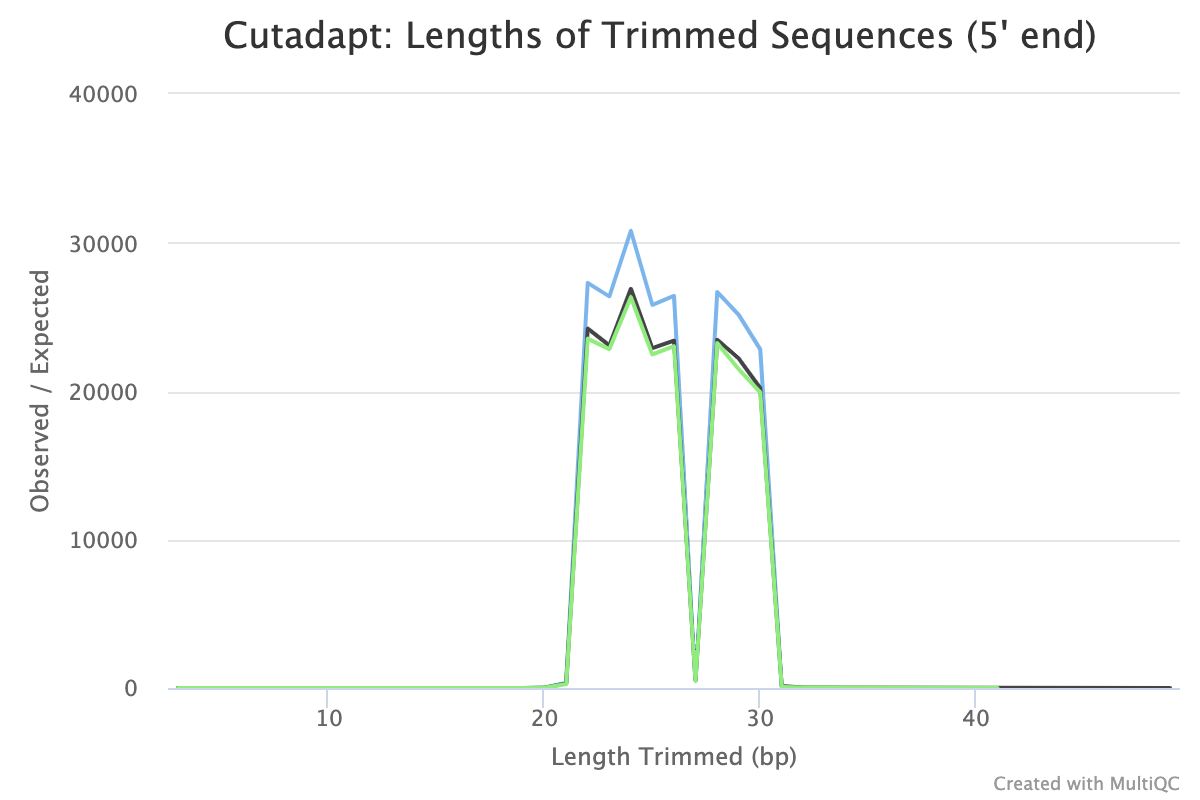 Cutadapt: Lengths of Trimmed Sequences (5' end)
40000
30000
20000
10000
0
Observed / Expected
10 20 30 40
Length Trimmed (bp)
Created with MultiQC